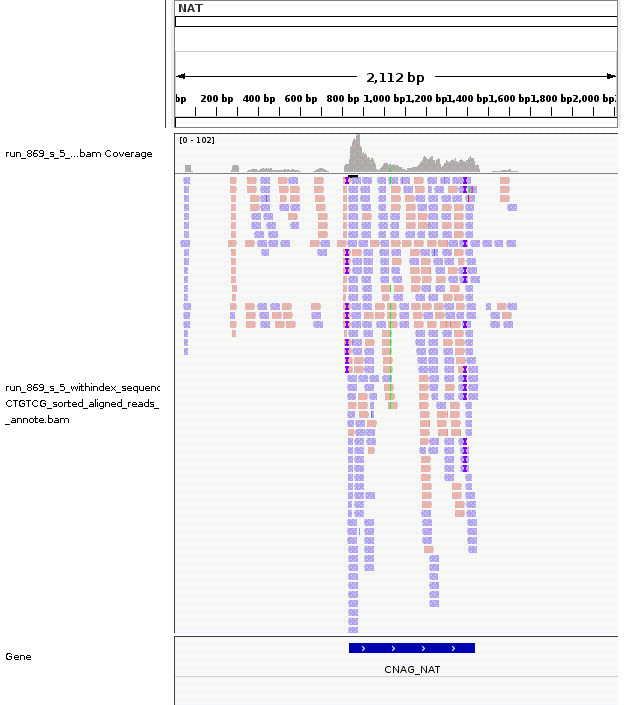 NAT
2,112 bp
bp 200 bp 400 bp 600 bp 800 bp 1,000 bp 1,200 bp 1,400 bp 1,600 bp 1,800 bp 2,000 bp
[0 - 102]
run_869_s_5_...bam Coverage
run_869_s_5_withindex_sequenc
CTGTCG_sorted_aligned_reads_
_annote.bam
Gene
CNAG_NAT